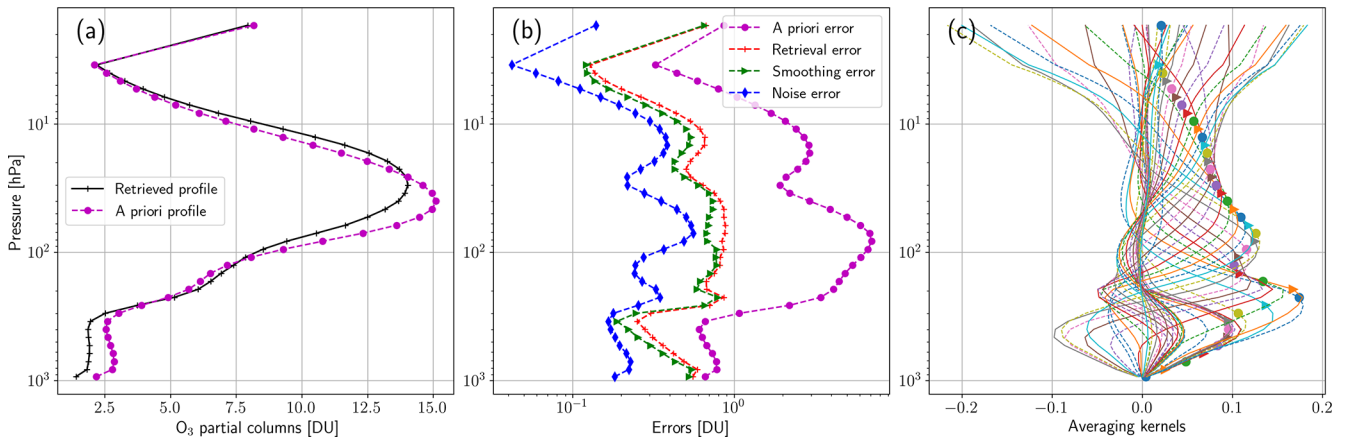 (a)
Pressure [hPa]
10¹
10²
10³
Retrieved profile
A priori profile
2.5 5.0 7.5 10.0 12.5 15.0
O₃ partial columns [DU]
(b)
A priori error
Retrieval error
Smoothing error
Noise error
10⁻¹ 10⁰
Errors [DU]
(c)
10¹
10²
10³
−0.2 −0.1 0.0 0.1 0.2
Averaging kernels